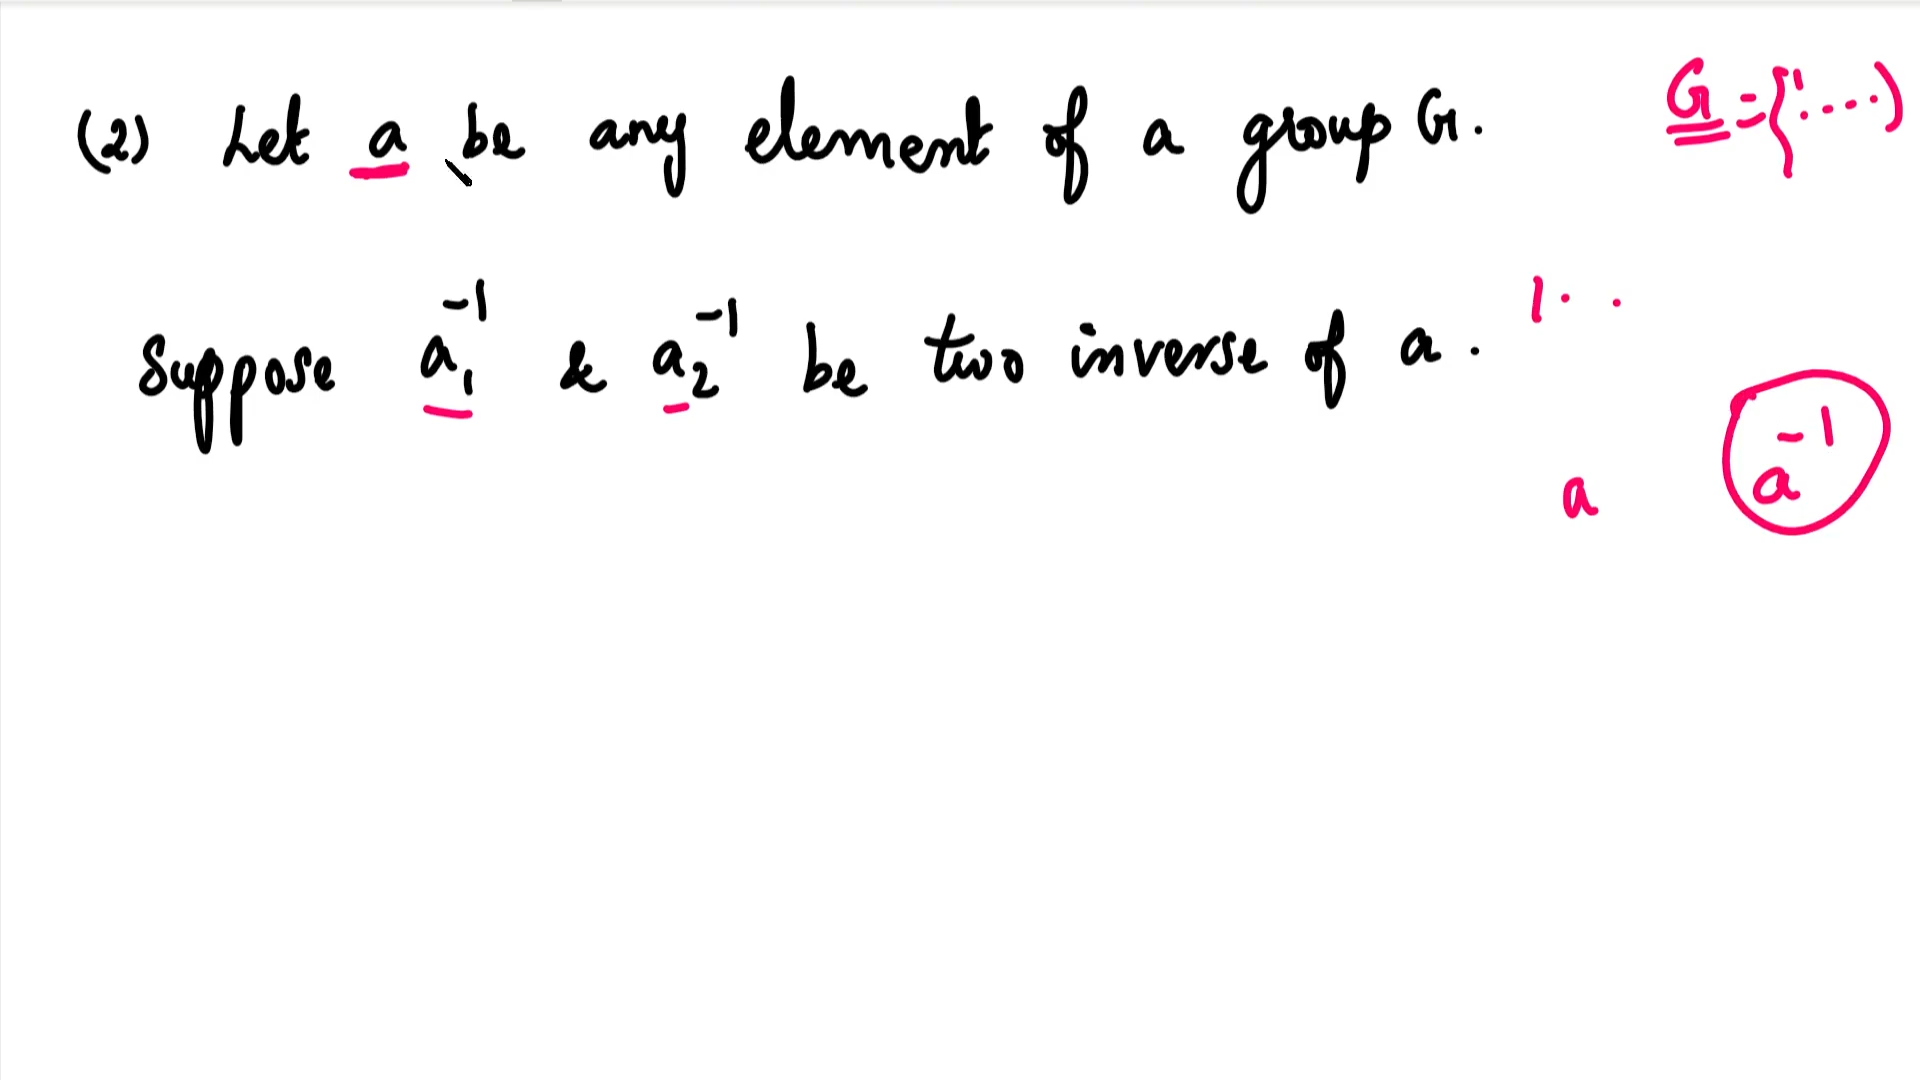 (2) Let a be any element of a group G.
G = {1....}
Suppose a₁⁻¹ & a₂⁻¹ be two inverse of a.
1 . .
a a⁻¹